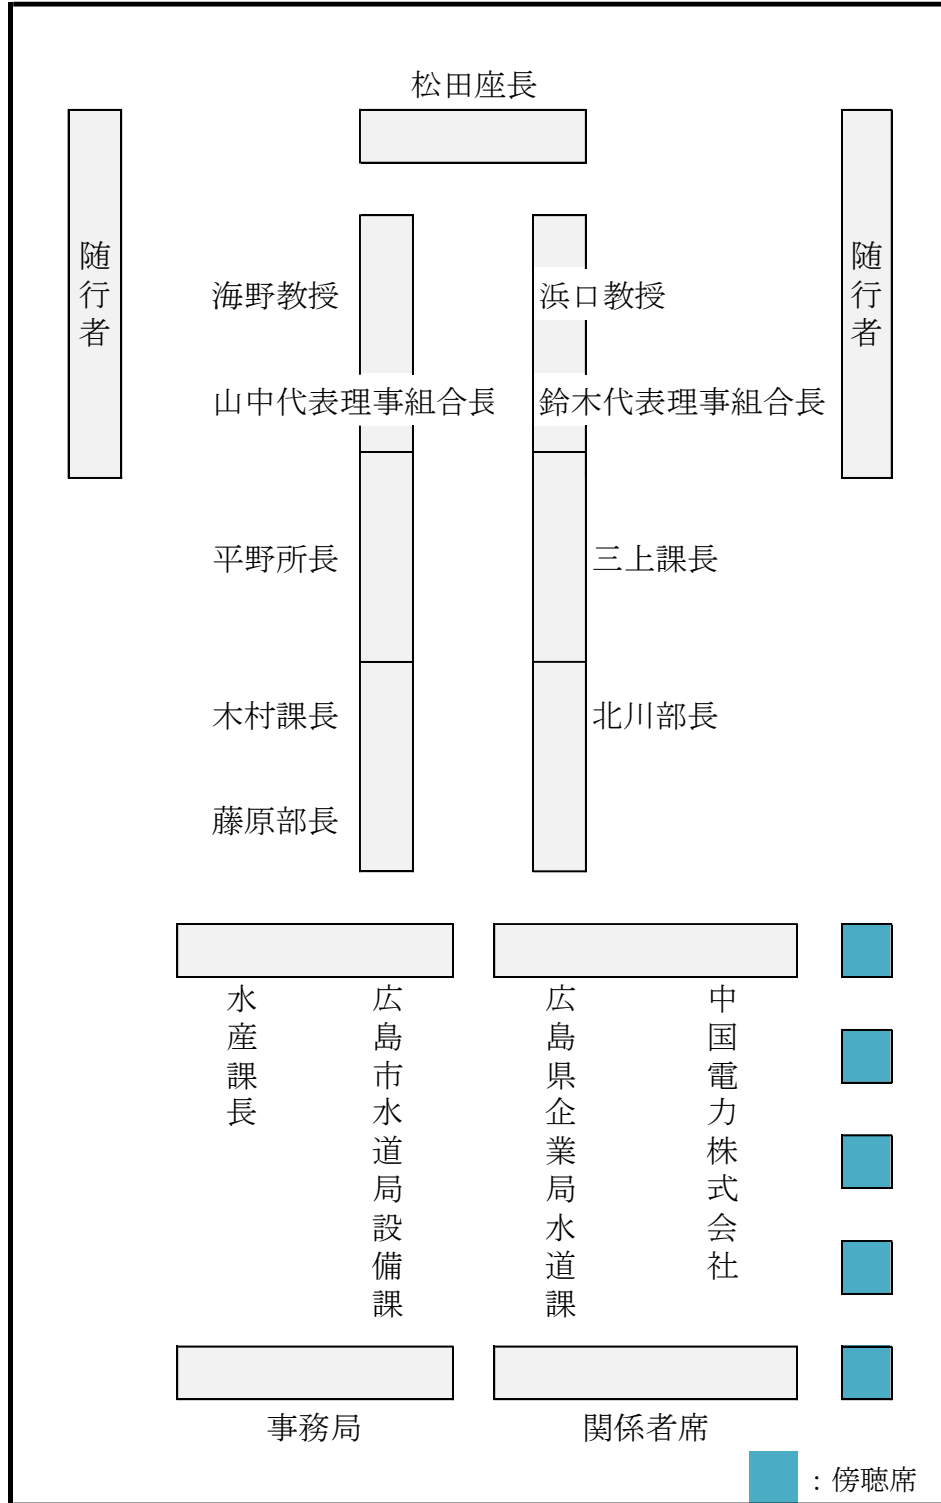 松田座長
随行者
随行者
海野教授
浜口教授
山中代表理事組合長
鈴木代表理事組合長
平野所長
三上課長
木村課長
北川部長
藤原部長
水産課長
広島市水道局設備課
広島県企業局水道課
中国電力株式会社
事務局
関係者席
：傍聴席